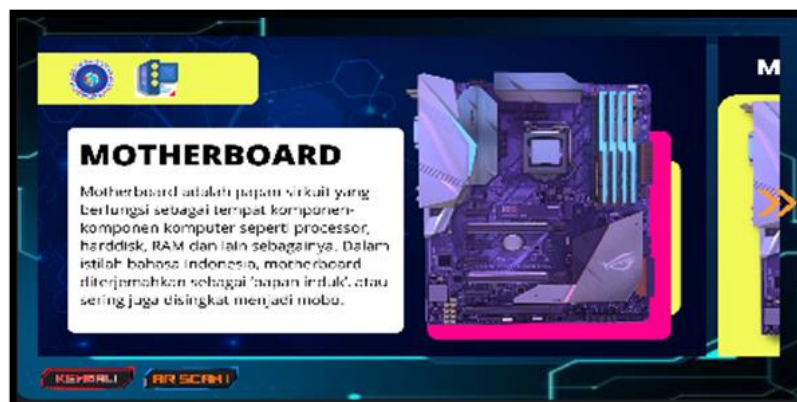 M
MOTHERBOARD
Motherboard adalah papan sirkuit yang
berfungsi sebagai tempat komponen-
komponen komputer seperti processor,
harddisk, RAM dan lain sebagainya. Dalam
istilah bahasa Indonesia, motherboard
diterjemahkan sebagai 'papan induk', atau
sering juga disingkat menjadi mobo.
KEMBALI
AR SCAN !